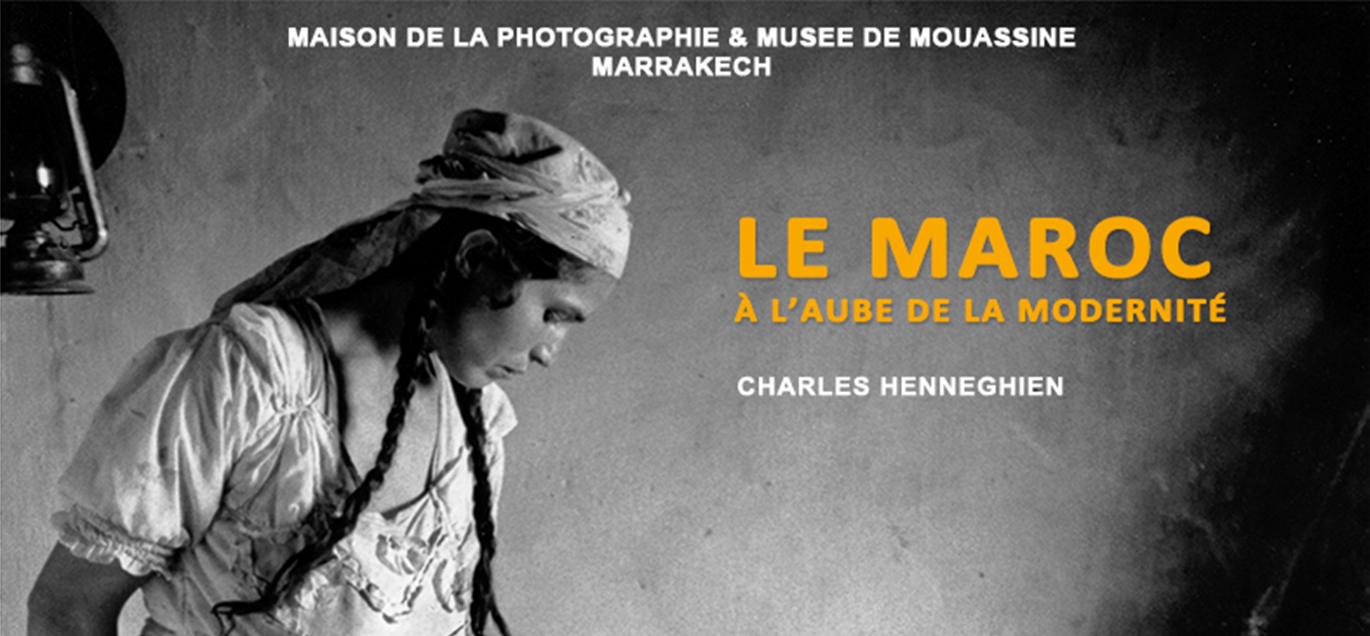 MAISON DE LA PHOTOGRAPHIE & MUSEE DE MOUASSINE
MARRAKECH
LE MAROC
À L’AUBE DE LA MODERNITÉ
CHARLES HENNEGHIEN